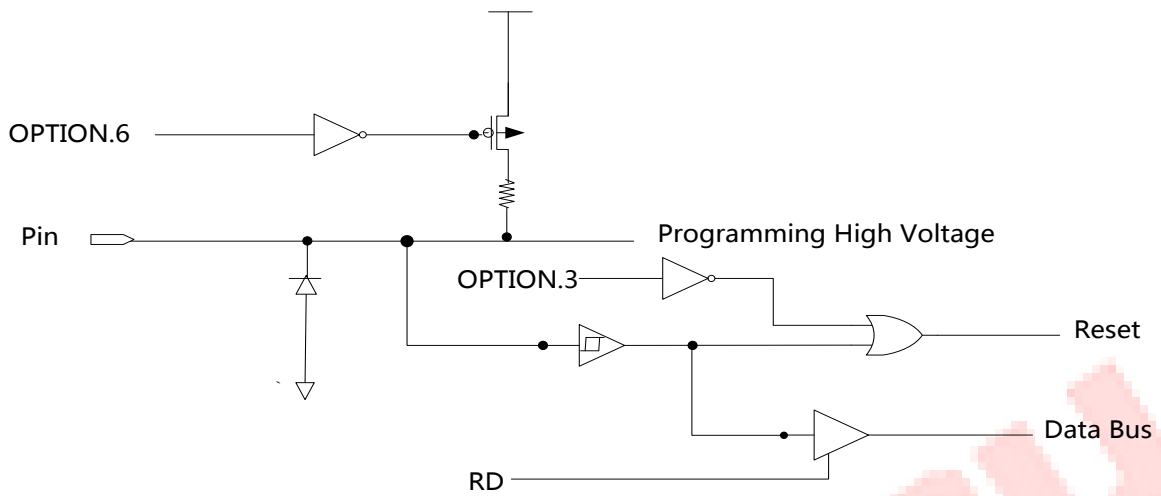 OPTION.6
Pin
Programming High Voltage
OPTION.3
Reset
Data Bus
RD